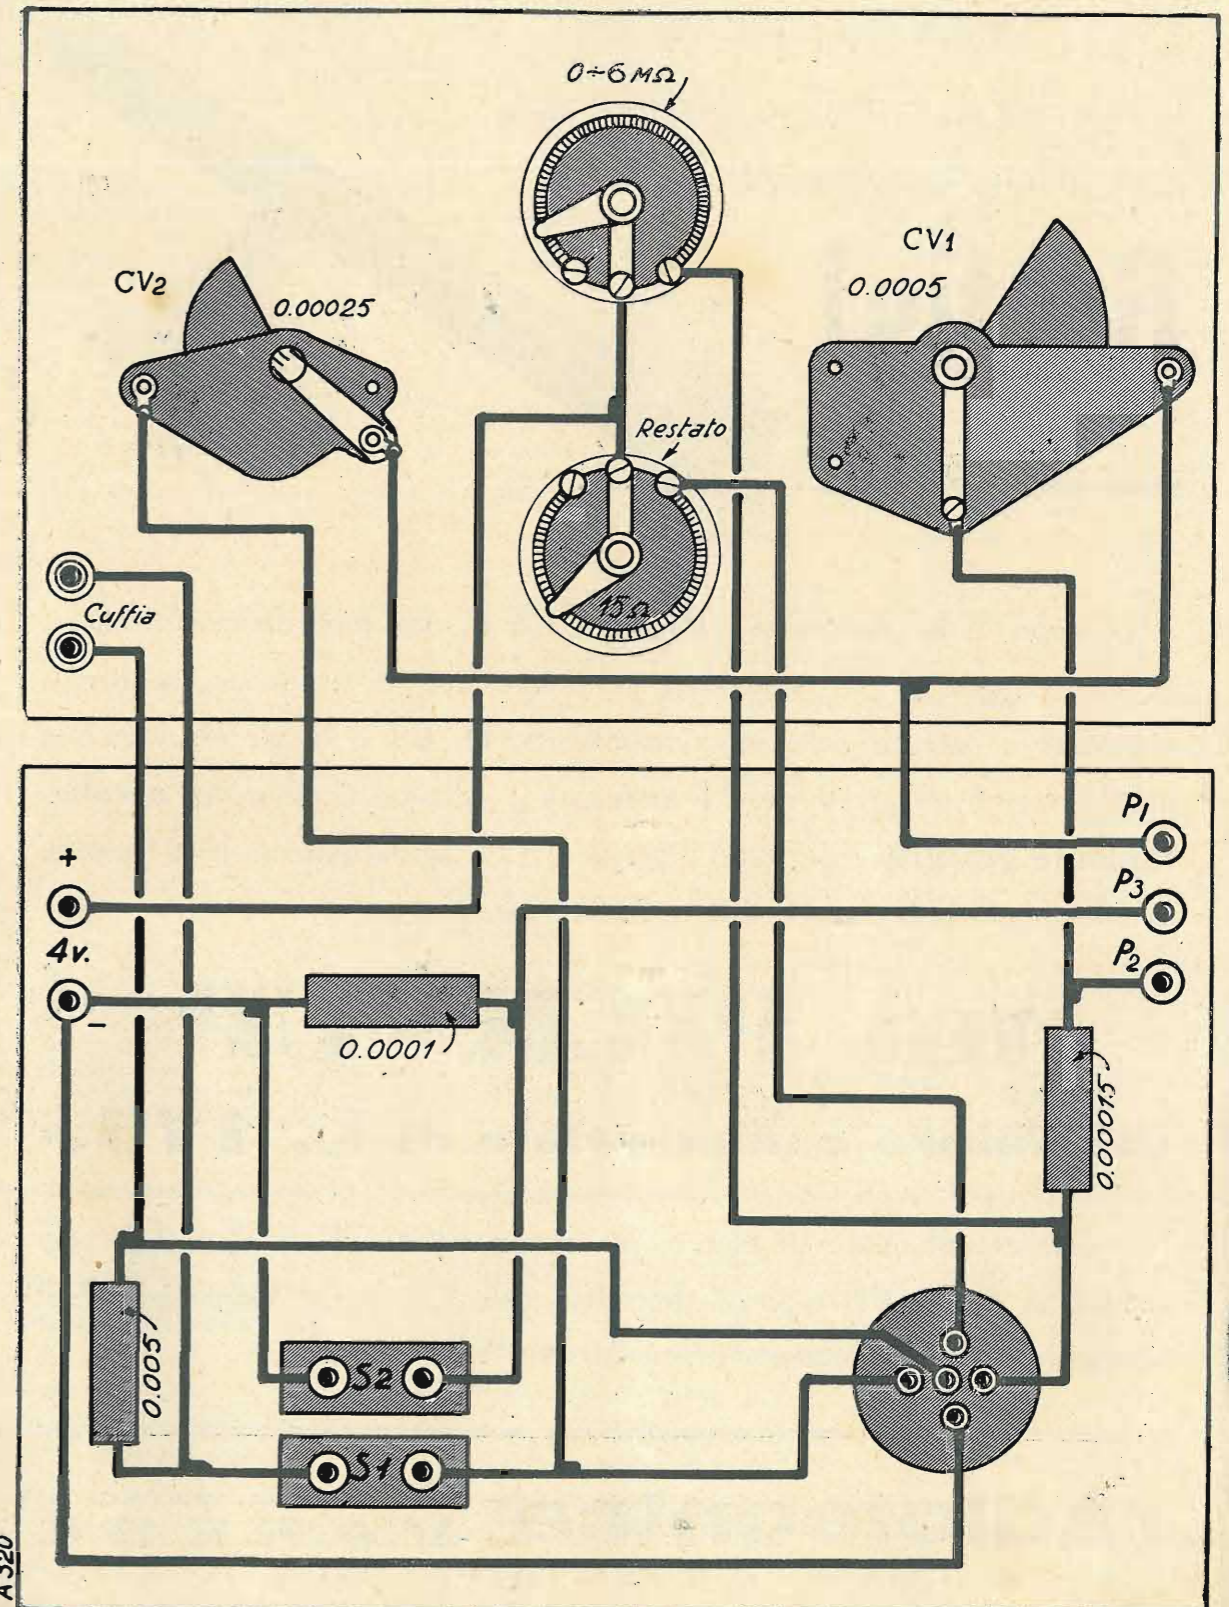 0÷6 MΩ
CV1
0.0005
CV2
0.00025
Restato
15Ω
Cuffia
P1
+
P3
4v.
P2
-
0.0001
0.00015
0.005
S2
S1
A 320